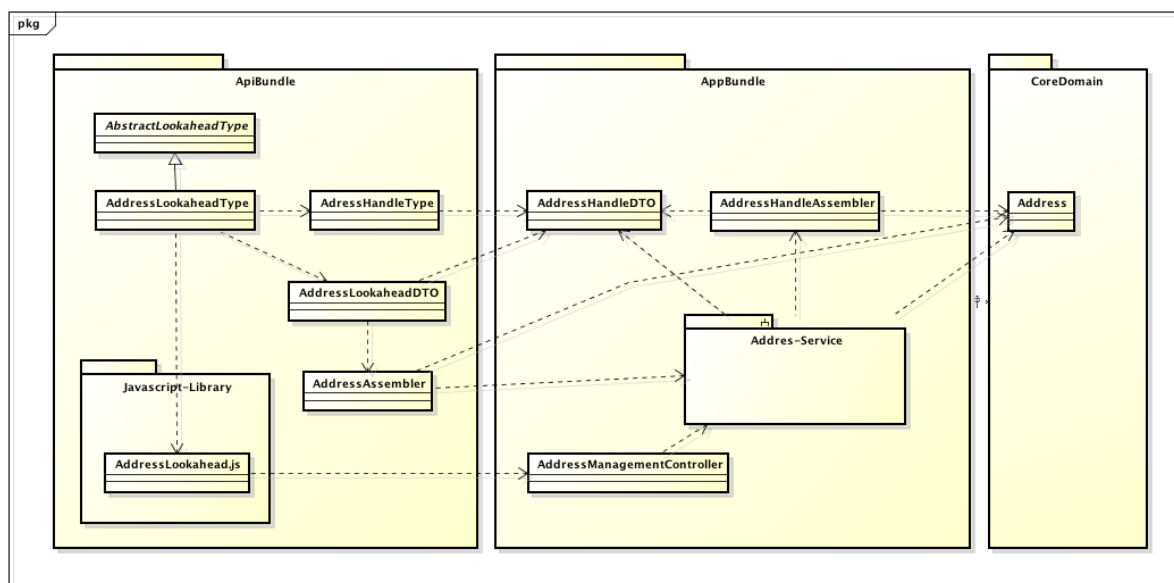 pkg
ApiBundle
AppBundle
CoreDomain
AbstractLookaheadType
AddressLookaheadType
AdressHandleType
AddressHandleDTO
AddressHandleAssembler
Address
AddressLookaheadDTO
Addres-Service
Javascript-Library
AddressAssembler
AddressLookahead.js
AddressManagementController